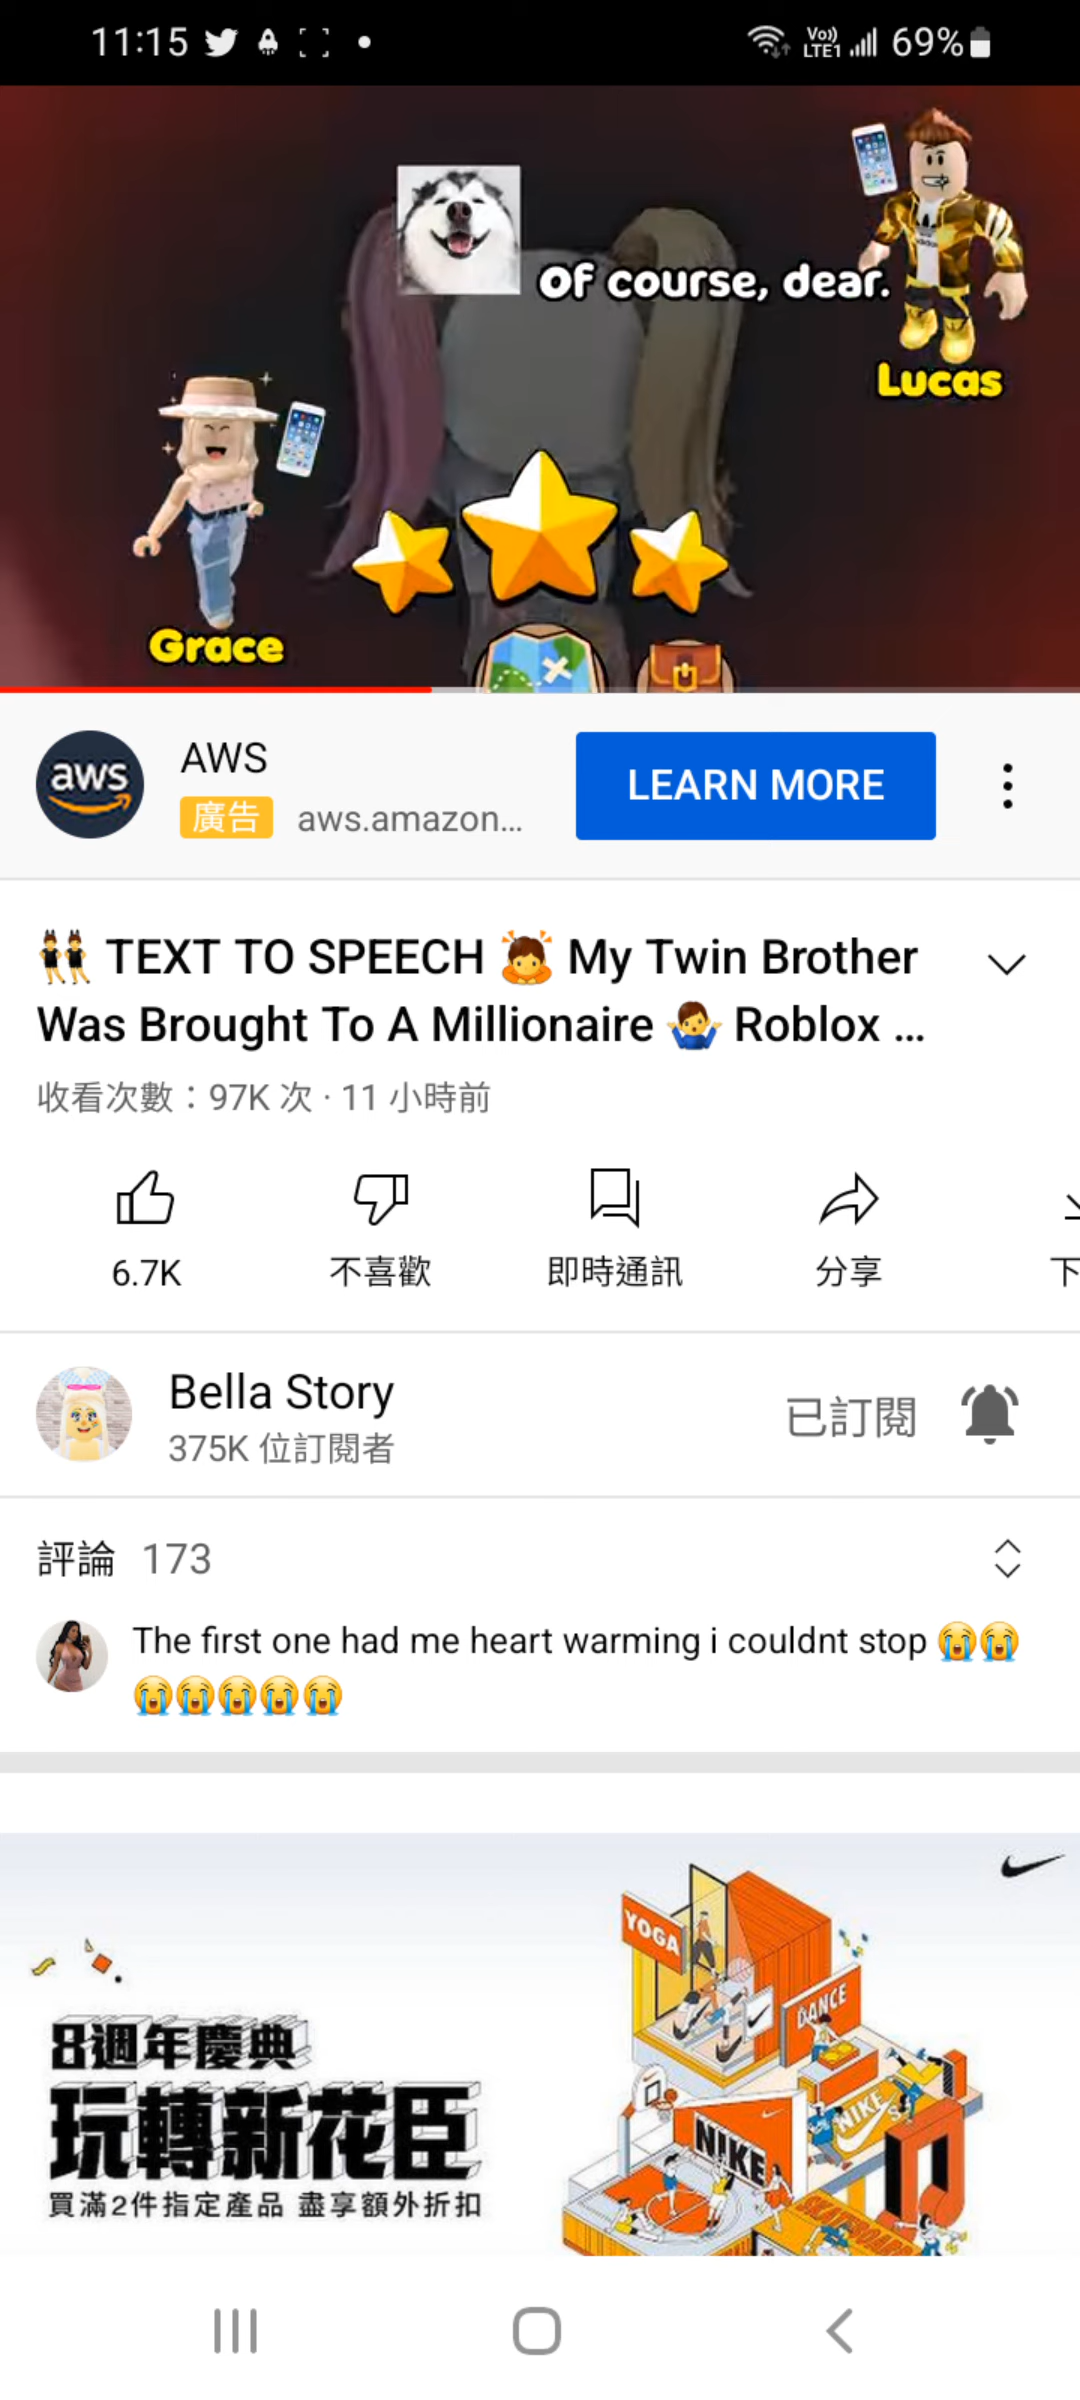 11:15
Vo)) LTE1 69%
Of course, dear.
Lucas
Grace
aws
AWS
廣告 aws.amazon...
LEARN MORE
TEXT TO SPEECH 🙇 My Twin Brother
Was Brought To A Millionaire 🤷‍♂️ Roblox ...
收看次數：97K 次 · 11 小時前
6.7K
不喜歡
即時通訊
分享
下
Bella Story
375K 位訂閱者
已訂閱
評論 173
The first one had me heart warming i couldnt stop 😭😭
😭😭😭😭😭
YOGA
DANCE
8週年慶典
玩轉新花臣
買滿2件指定產品 盡享額外折扣
NIKE
NIKE
SKATEBOARD